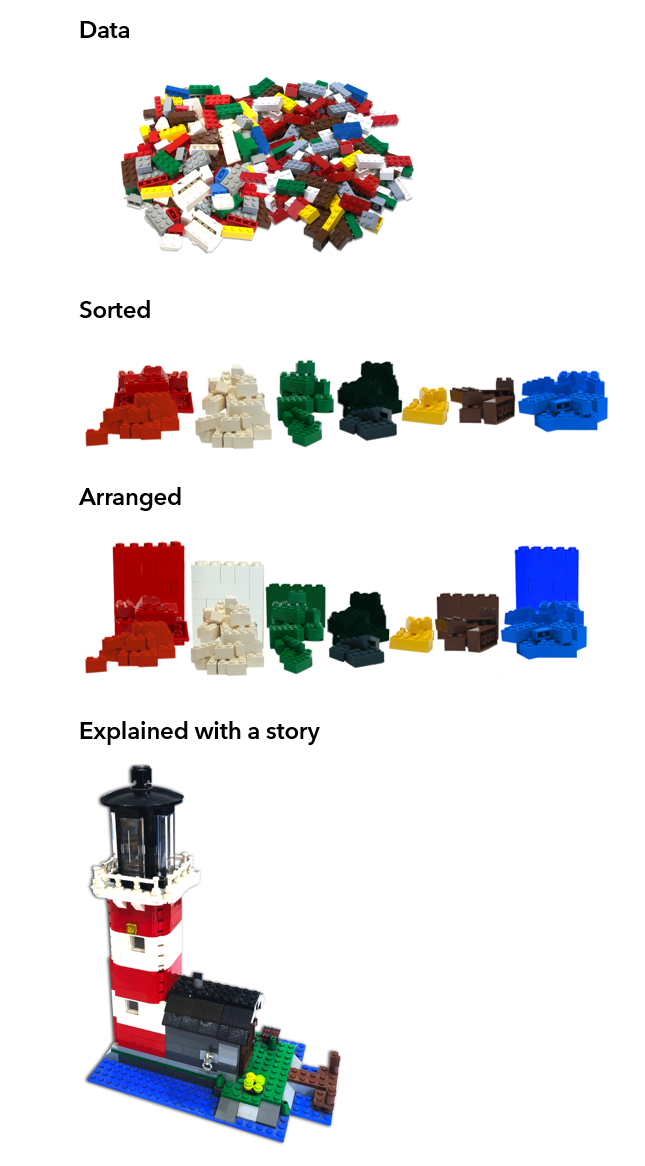 Data
Sorted
Arranged
Explained with a story